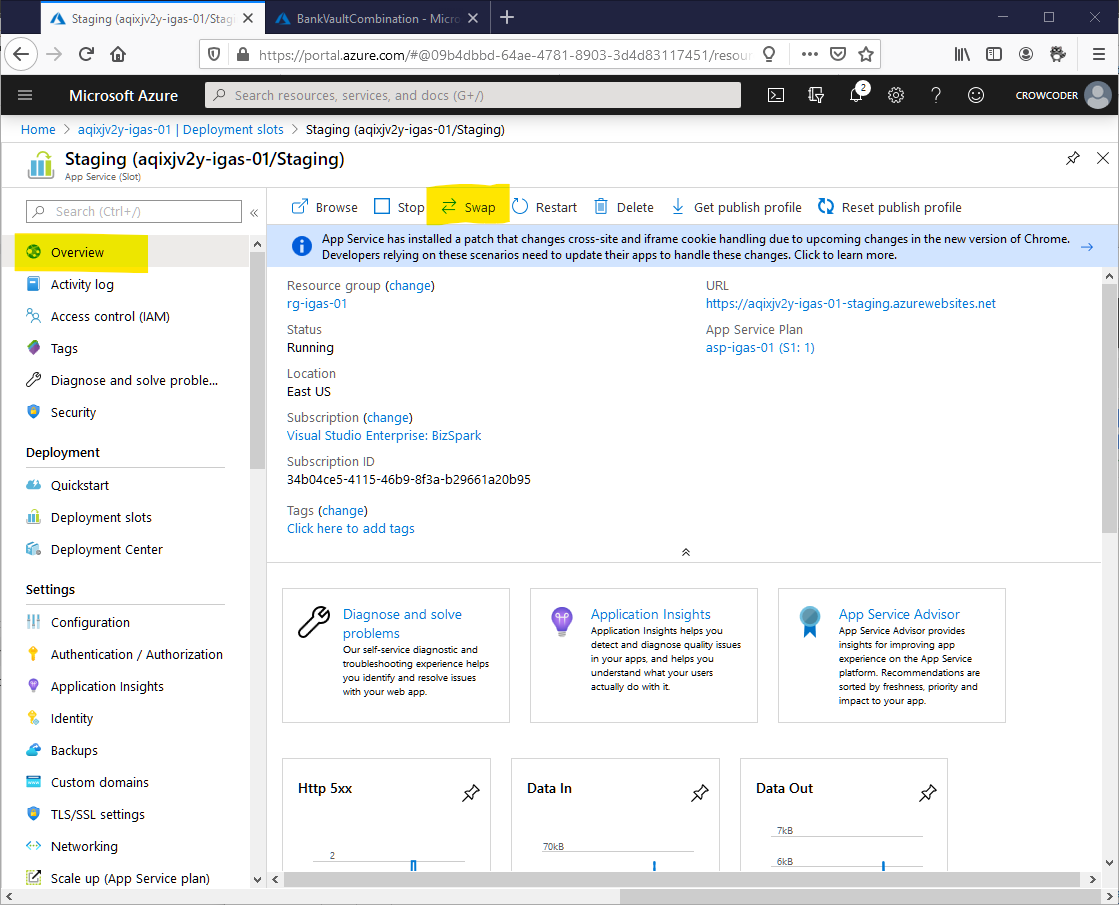 Staging (aqixjv2y-igas-01/Stag
BankVaultCombination - Micro
https://portal.azure.com/#@09b4dbbd-64ae-4781-8903-3d4d83117451/resour
Microsoft Azure
Search resources, services, and docs (G+/)
2
CROWCODER
Home > aqixjv2y-igas-01 | Deployment slots > Staging (aqixjv2y-igas-01/Staging)
Staging (aqixjv2y-igas-01/Staging)
App Service (Slot)
Search (Ctrl+/)
Overview
Activity log
Access control (IAM)
Tags
Diagnose and solve proble...
Security
Deployment
Quickstart
Deployment slots
Deployment Center
Settings
Configuration
Authentication / Authorization
Application Insights
Identity
Backups
Custom domains
TLS/SSL settings
Networking
Scale up (App Service plan)
Browse Stop Swap Restart Delete Get publish profile Reset publish profile
App Service has installed a patch that changes cross-site and iframe cookie handling due to upcoming changes in the new version of Chrome.
Developers relying on these scenarios need to update their apps to handle these changes. Click to learn more.
Resource group (change)
rg-igas-01
Status
Running
Location
East US
Subscription (change)
Visual Studio Enterprise: BizSpark
Subscription ID
34b04ce5-4115-46b9-8f3a-b29661a20b95
Tags (change)
Click here to add tags
URL
https://aqixjv2y-igas-01-staging.azurewebsites.net
App Service Plan
asp-igas-01 (S1: 1)
Diagnose and solve
problems
Our self-service diagnostic and
troubleshooting experience helps
you identify and resolve issues
with your web app.
Application Insights
Application Insights helps you
detect and diagnose quality issues
in your apps, and helps you
understand what your users
actually do with it.
App Service Advisor
App Service Advisor provides
insights for improving app
experience on the App Service
platform. Recommendations are
sorted by freshness, priority and
impact to your app.
Http 5xx
2
Data In
70kB
Data Out
7kB
6kB